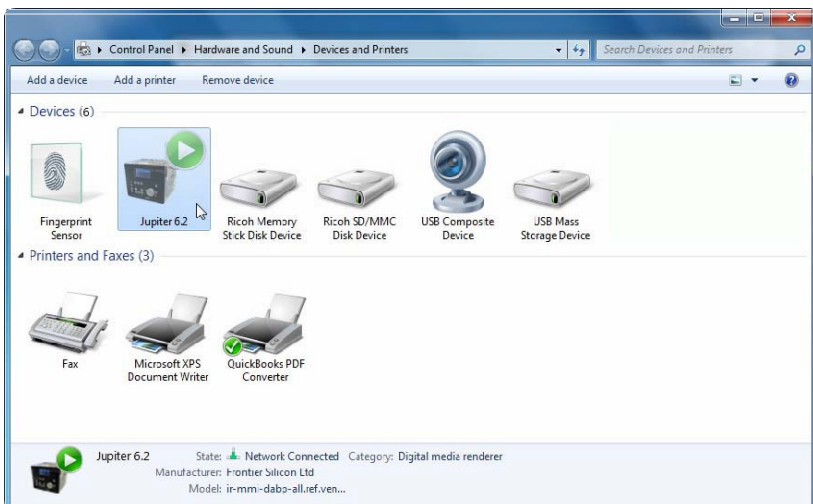 Control Panel ▸ Hardware and Sound ▸ Devices and Printers
Search Devices and Printers
Add a device Add a printer Remove device
Devices (6)
Fingerprint Sensor
Jupiter 6.2
Ricoh Memory Stick Disk Device
Ricoh SD/MMC Disk Device
USB Composite Device
USB Mass Storage Device
Printers and Faxes (3)
Fax
Microsoft XPS Document Writer
QuickBooks PDF Converter
Jupiter 6.2 State: Network Connected Category: Digital media renderer
Manufacturer: Frontier Silicon Ltd
Model: ir-mmi-dabp-all.ref.ven...